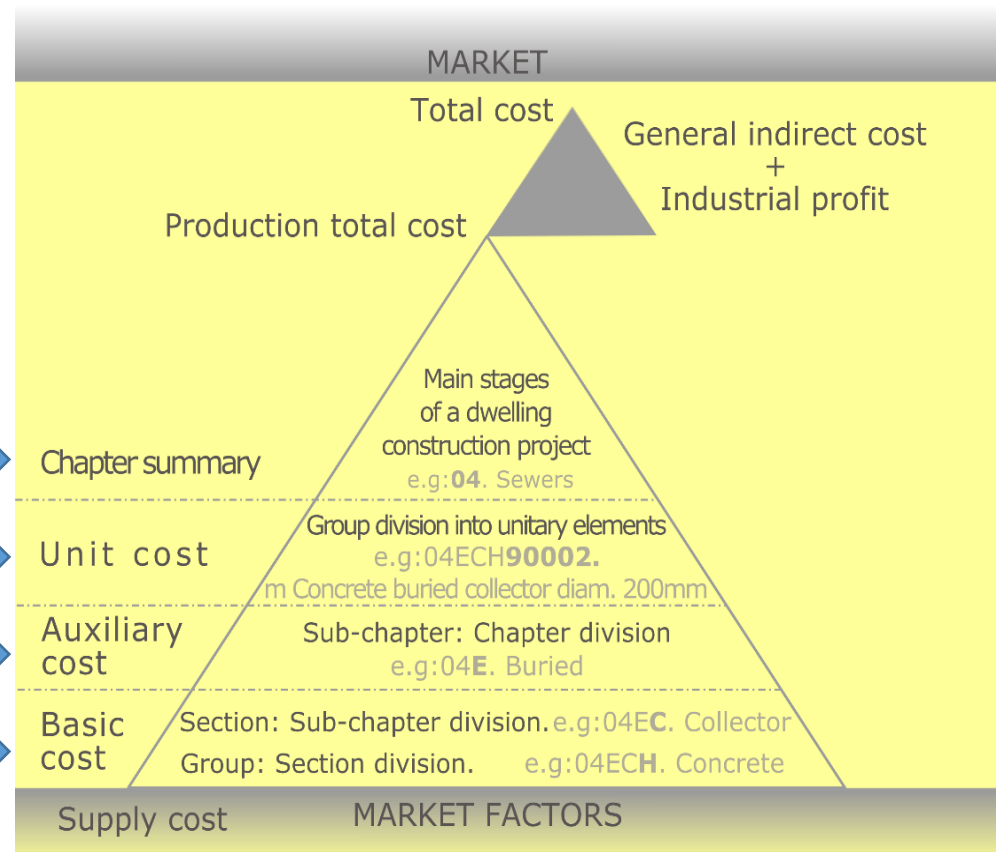 MARKET
Total cost
General indirect cost
+
Industrial profit
Production total cost
Main stages
of a dwelling
construction project
Chapter summary
e.g:04. Sewers
Group division into unitary elements
Unit cost
e.g:04ECH90002.
m Concrete buried collector diam. 200mm
Auxiliary
cost
Sub-chapter: Chapter division
e.g:04E. Buried
Basic
cost
Section: Sub-chapter division. e.g:04EC. Collector
Group: Section division. e.g:04ECH. Concrete
Supply cost
MARKET FACTORS